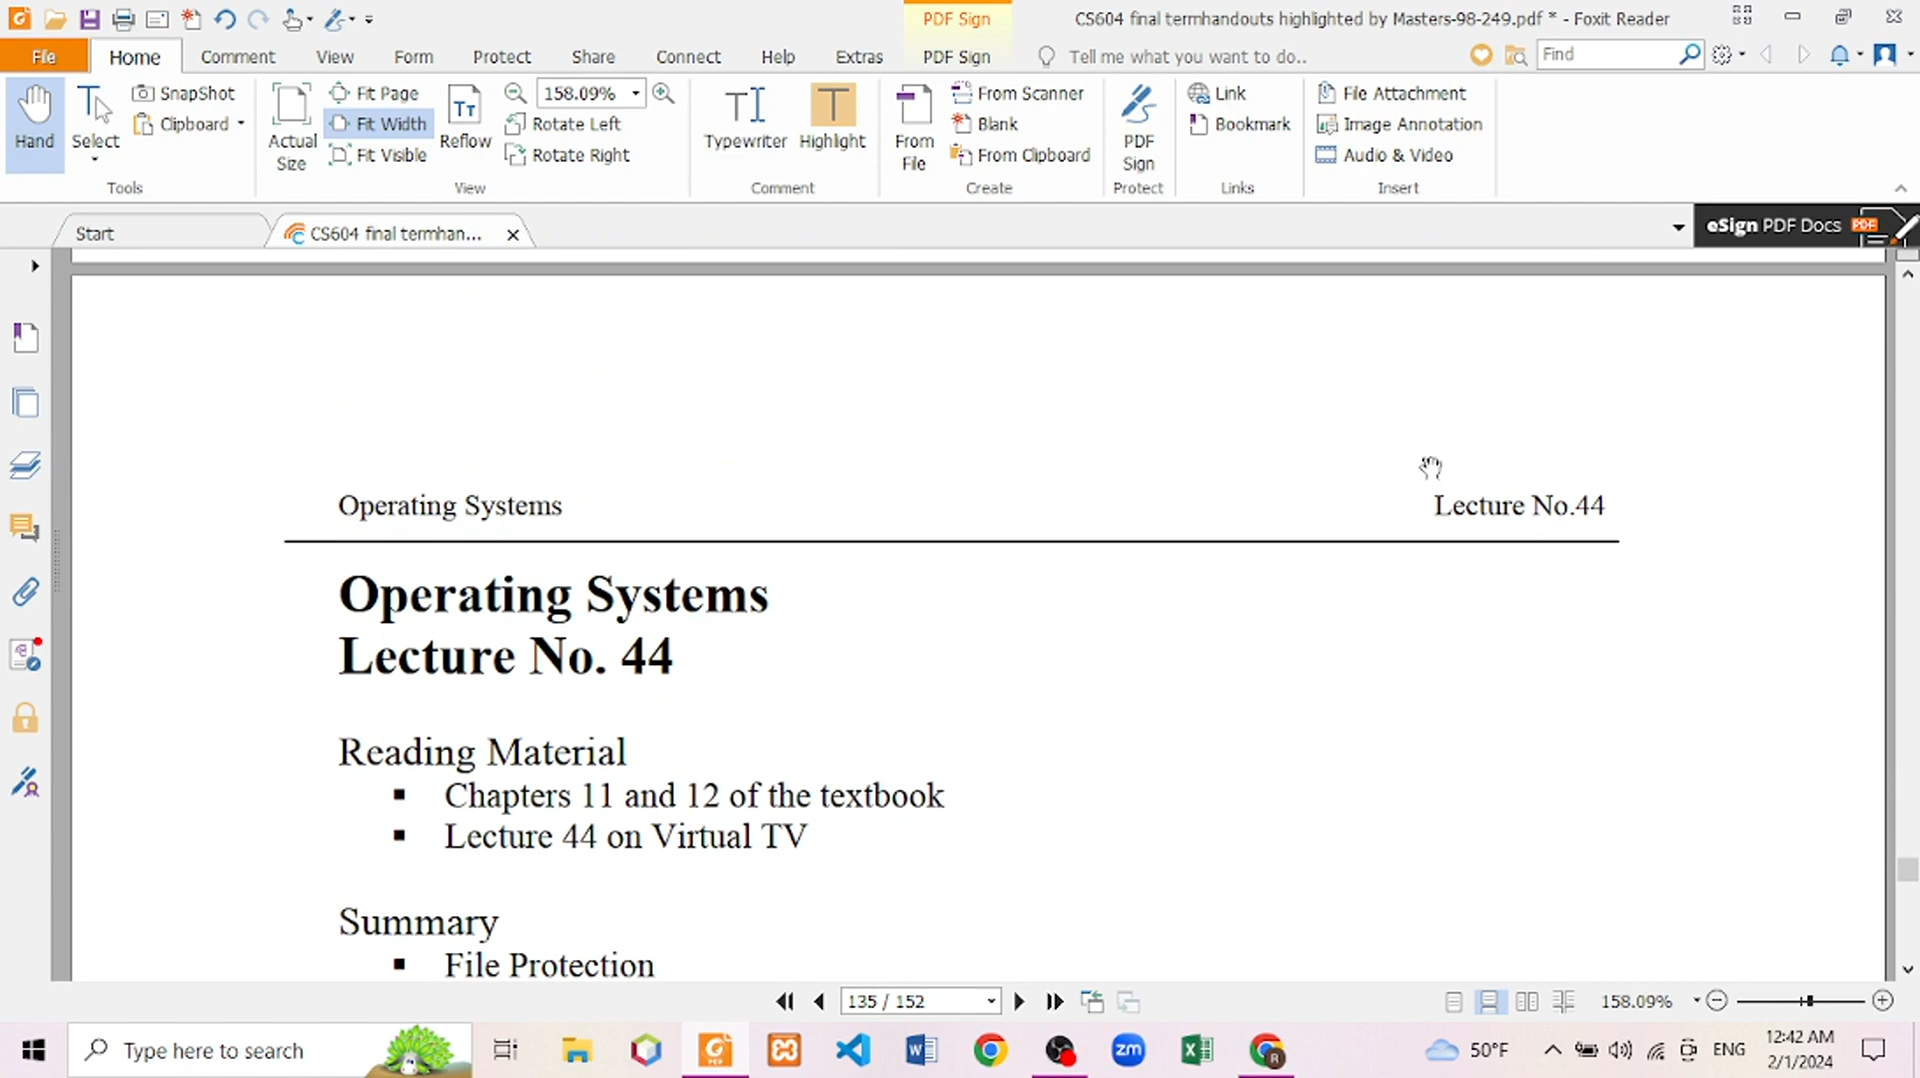 PDF Sign
CS604 final termhandouts highlighted by Masters-98-249.pdf * - Foxit Reader
File
Home
Comment
View
Form
Protect
Share
Connect
Help
Extras
PDF Sign
Tell me what you want to do..
Find
Hand
Select
SnapShot
Clipboard
Tools
Actual
Size
Fit Page
Fit Width
Fit Visible
Reflow
158.09%
Rotate Left
Rotate Right
View
Typewriter
Highlight
Comment
From
File
From Scanner
Blank
From Clipboard
Create
PDF
Sign
Protect
Link
Bookmark
Links
File Attachment
Image Annotation
Audio & Video
Insert
Start
CS604 final termhan...
eSign PDF Docs
PDF
Operating Systems
Lecture No.44
Operating Systems
Lecture No. 44
Reading Material
▪ Chapters 11 and 12 of the textbook
▪ Lecture 44 on Virtual TV
Summary
▪ File Protection
135 / 152
158.09%
Type here to search
50°F
ENG
12:42 AM
2/1/2024